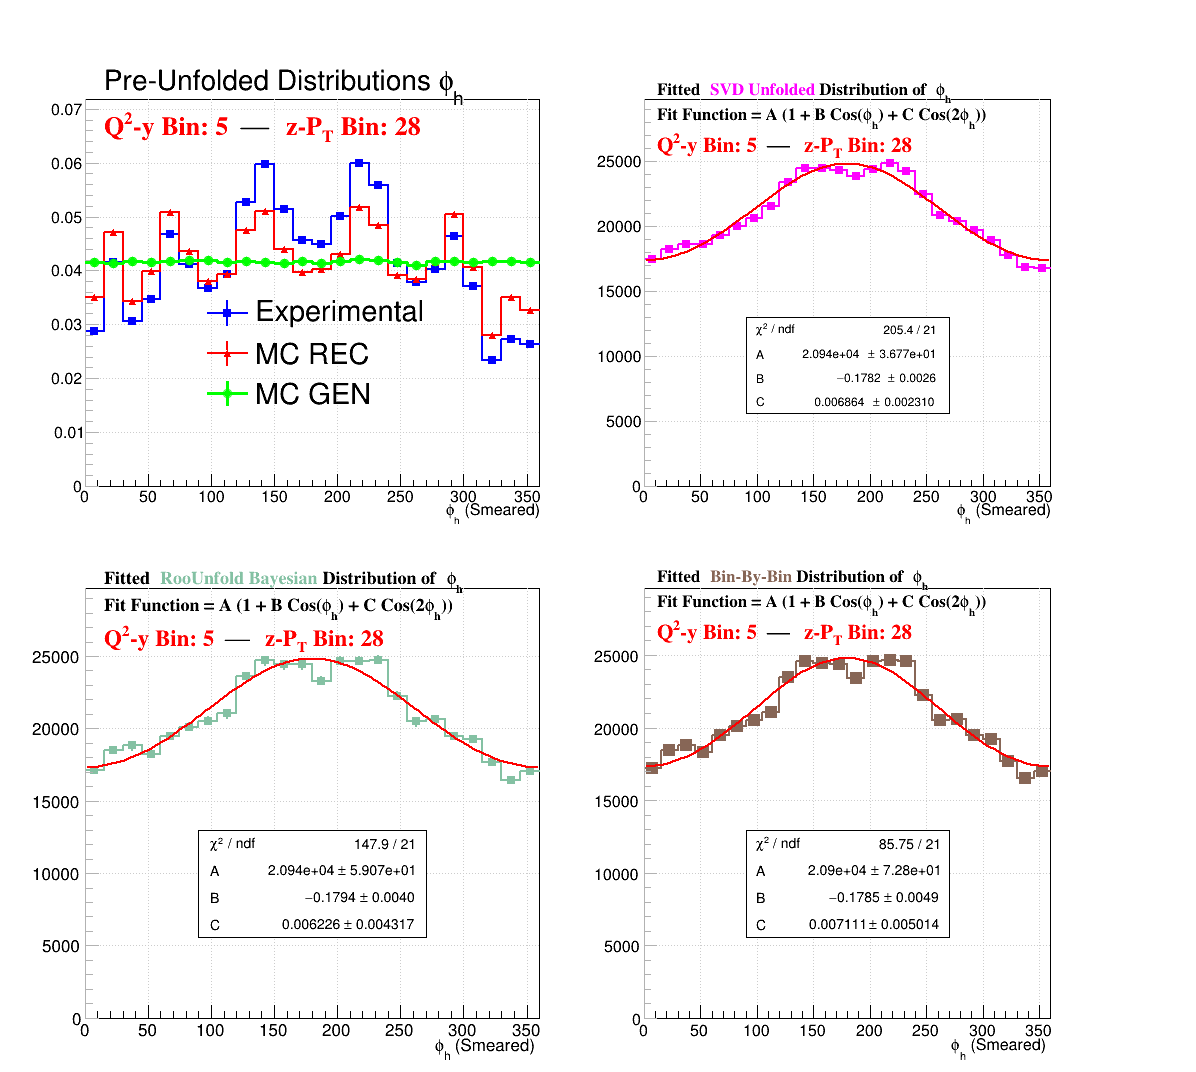 Pre-Unfolded Distributions ϕh
Q²-y Bin: 5 — z-PT Bin: 28
0.07
0.06
0.05
0.04
0.03
0.02
0.01
0
Experimental
MC REC
MC GEN
0 50 100 150 200 250 300 350
ϕh (Smeared)
Fitted SVD Unfolded Distribution of ϕh
Fit Function = A (1 + B Cos(ϕh) + C Cos(2ϕh))
Q²-y Bin: 5 — z-PT Bin: 28
25000
20000
15000
10000
5000
0
χ² / ndf 205.4 / 21
A 2.094e+04 ± 3.677e+01
B −0.1782 ± 0.0026
C 0.006864 ± 0.002310
0 50 100 150 200 250 300 350
ϕh (Smeared)
Fitted RooUnfold Bayesian Distribution of ϕh
Fit Function = A (1 + B Cos(ϕh) + C Cos(2ϕh))
Q²-y Bin: 5 — z-PT Bin: 28
25000
20000
15000
10000
5000
0
χ² / ndf 147.9 / 21
A 2.094e+04 ± 5.907e+01
B −0.1794 ± 0.0040
C 0.006226 ± 0.004317
0 50 100 150 200 250 300 350
ϕh (Smeared)
Fitted Bin-By-Bin Distribution of ϕh
Fit Function = A (1 + B Cos(ϕh) + C Cos(2ϕh))
Q²-y Bin: 5 — z-PT Bin: 28
25000
20000
15000
10000
5000
0
χ² / ndf 85.75 / 21
A 2.09e+04 ± 7.28e+01
B −0.1785 ± 0.0049
C 0.007111 ± 0.005014
0 50 100 150 200 250 300 350
ϕh (Smeared)